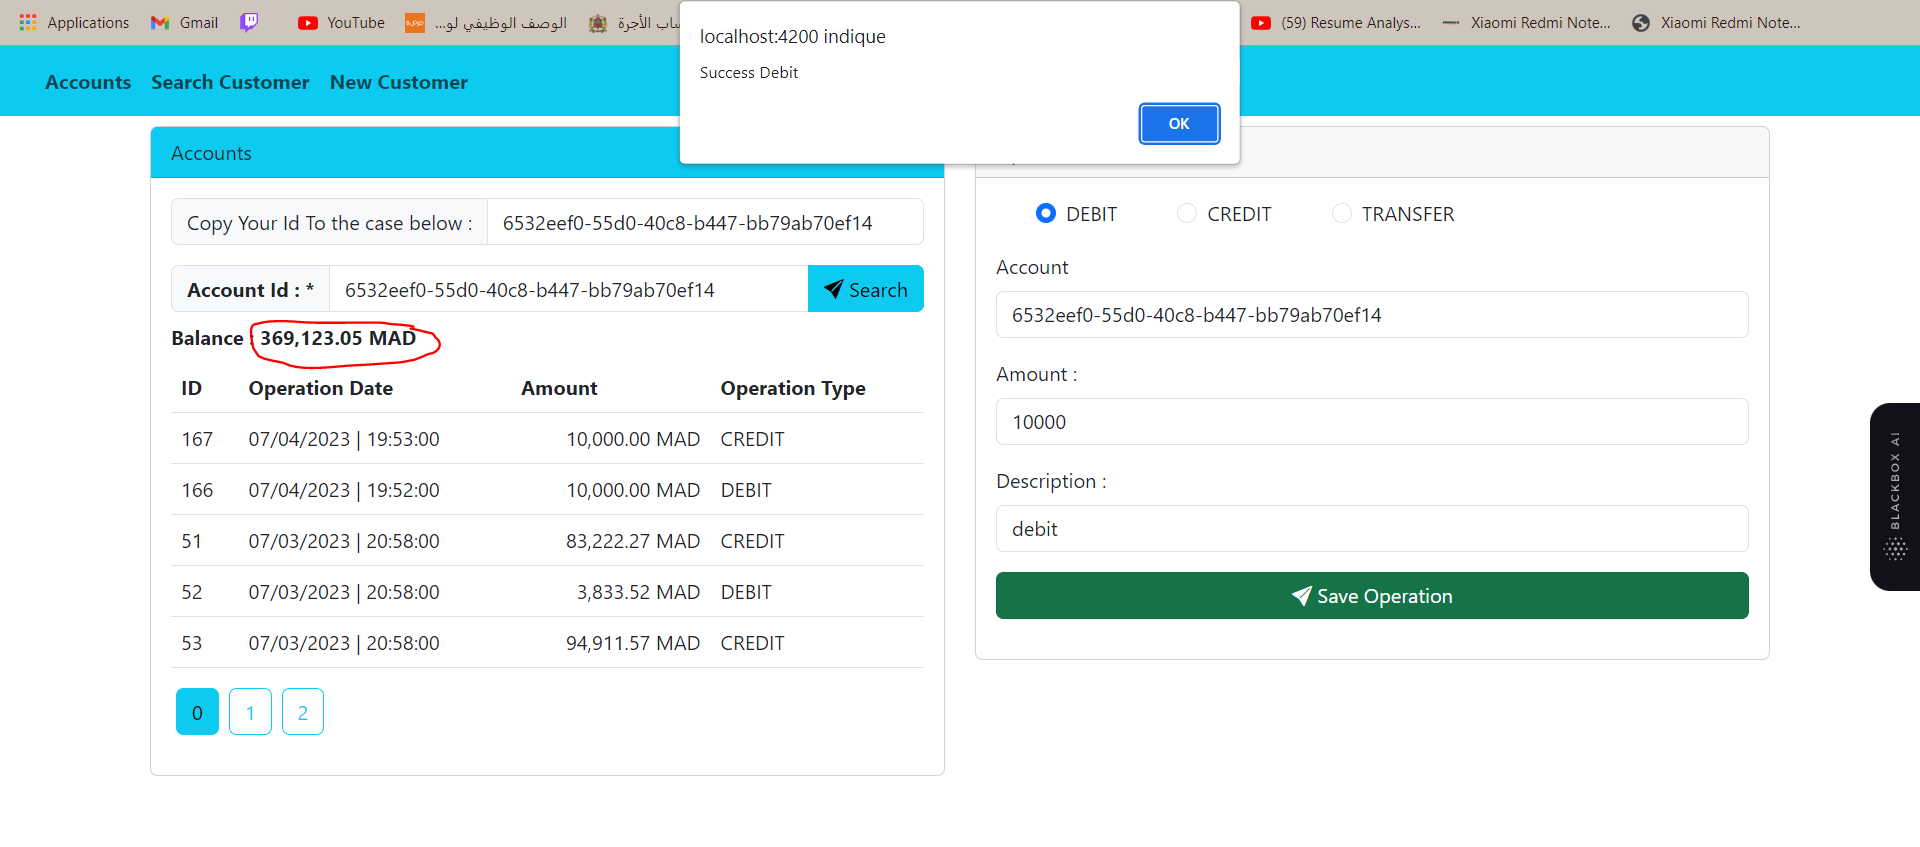 Applications Gmail YouTube ...الوصف الوظيفي لو ساب الأجرة (59) Resume Analys... Xiaomi Redmi Note... Xiaomi Redmi Note...
localhost:4200 indique
Success Debit
OK
Accounts Search Customer New Customer
Accounts
Copy Your Id To the case below : 6532eef0-55d0-40c8-b447-bb79ab70ef14
Account Id : * 6532eef0-55d0-40c8-b447-bb79ab70ef14 Search
Balance : 369,123.05 MAD
ID Operation Date Amount Operation Type
167 07/04/2023 | 19:53:00 10,000.00 MAD CREDIT
166 07/04/2023 | 19:52:00 10,000.00 MAD DEBIT
51 07/03/2023 | 20:58:00 83,222.27 MAD CREDIT
52 07/03/2023 | 20:58:00 3,833.52 MAD DEBIT
53 07/03/2023 | 20:58:00 94,911.57 MAD CREDIT
0 1 2
DEBIT CREDIT TRANSFER
Account
6532eef0-55d0-40c8-b447-bb79ab70ef14
Amount :
10000
Description :
debit
Save Operation
BLACKBOX AI